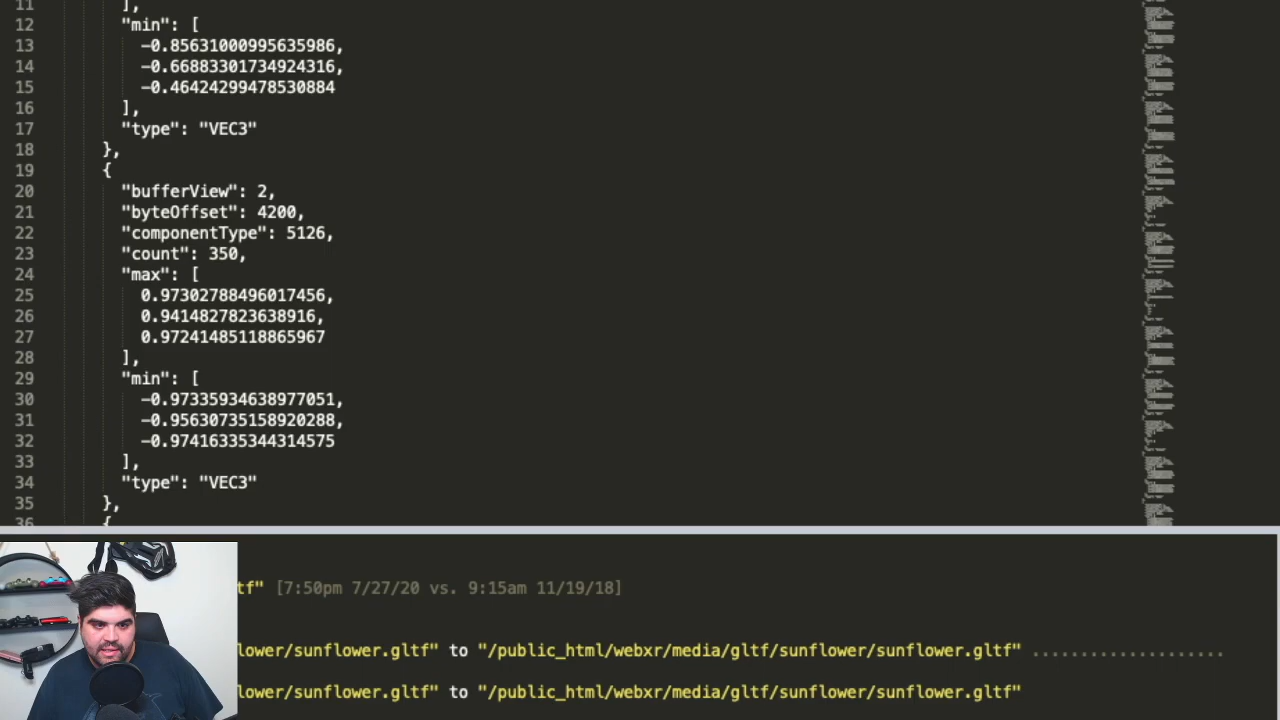 11 ],
12 "min": [
13 -0.85631000995635986,
14 -0.66883301734924316,
15 -0.46424299478530884
16 ],
17 "type": "VEC3"
18 },
19 {
20 "bufferView": 2,
21 "byteOffset": 4200,
22 "componentType": 5126,
23 "count": 350,
24 "max": [
25 0.97302788496017456,
26 0.9414827823638916,
27 0.97241485118865967
28 ],
29 "min": [
30 -0.97335934638977051,
31 -0.95630735158920288,
32 -0.97416335344314575
33 ],
34 "type": "VEC3"
35 },
36 {
tf" [7:50pm 7/27/20 vs. 9:15am 11/19/18]
lower/sunflower.gltf" to "/public_html/webxr/media/gltf/sunflower/sunflower.gltf" .....................
lower/sunflower.gltf" to "/public_html/webxr/media/gltf/sunflower/sunflower.gltf"